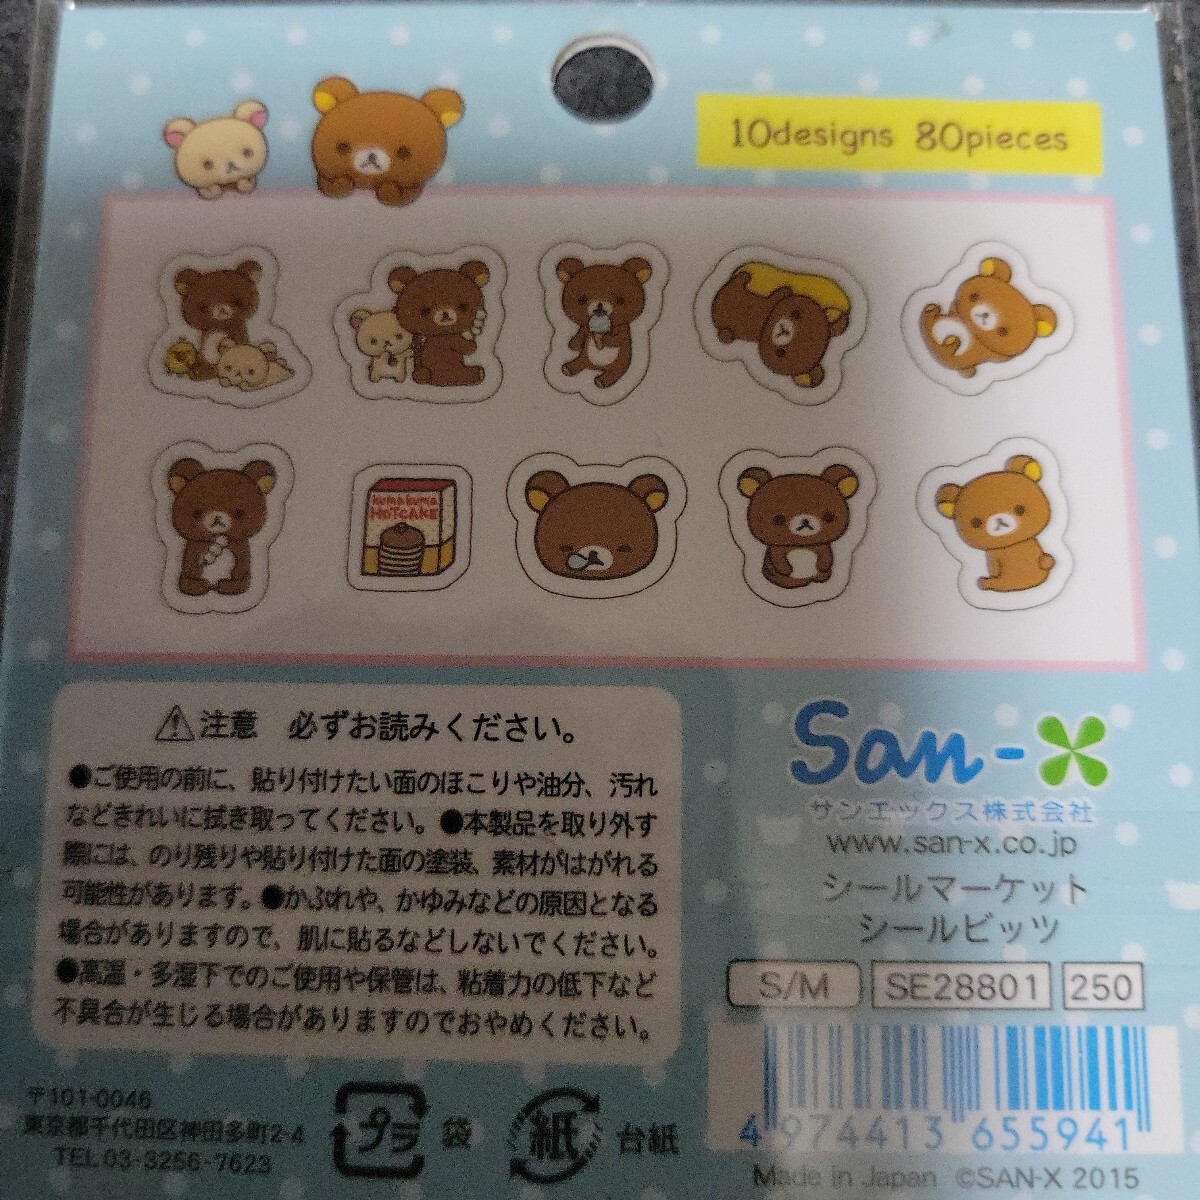 10designs 80pieces
kuma kuma
HOTCAKE
注意 必ずお読みください。
●ご使用の前に、貼り付けたい面のほこりや油分、汚れ
などきれいに拭き取ってください。●本製品を取り外す
際には、のり残りや貼り付けた面の塗装、素材がはがれる
可能性があります。●かぶれや、かゆみなどの原因となる
場合がありますので、肌に貼るなどしないでください。
●高温・多湿下でのご使用や保管は、粘着力の低下など
不具合が生じる場合がありますのでおやめください。
San-X
サンエックス株式会社
www.san-x.co.jp
シールマーケット
シールビッツ
S/M SE28801 250
4 974413 655941
Made in Japan ©SAN-X 2015
〒101-0046
東京都千代田区神田多町2-4
TEL 03-3256-7623
プラ 袋
紙 台紙